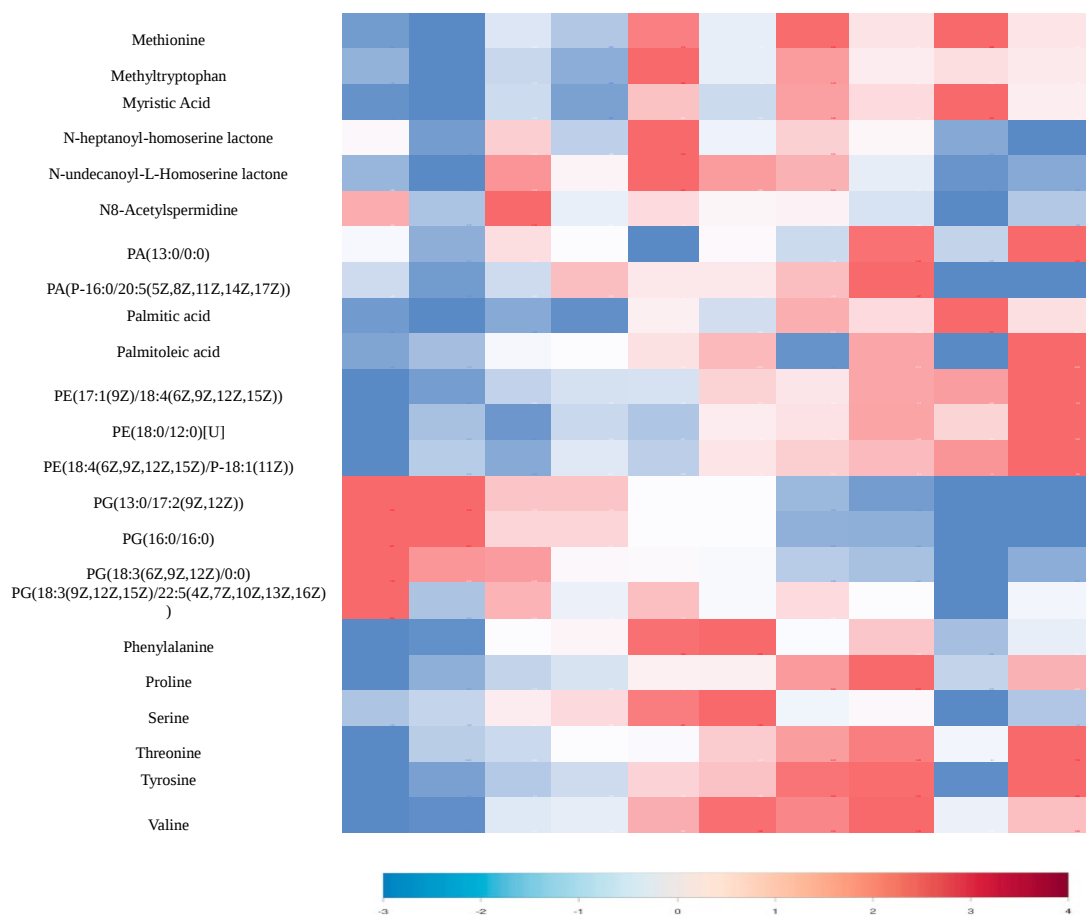 Methionine
Methyltryptophan
Myristic Acid
N-heptanoyl-homoserine lactone
N-undecanoyl-L-Homoserine lactone
N8-Acetylspermidine
PA(13:0/0:0)
PA(P-16:0/20:5(5Z,8Z,11Z,14Z,17Z))
Palmitic acid
Palmitoleic acid
PE(17:1(9Z)/18:4(6Z,9Z,12Z,15Z))
PE(18:0/12:0)[U]
PE(18:4(6Z,9Z,12Z,15Z)/P-18:1(11Z))
PG(13:0/17:2(9Z,12Z))
PG(16:0/16:0)
PG(18:3(6Z,9Z,12Z)/0:0)
PG(18:3(9Z,12Z,15Z)/22:5(4Z,7Z,10Z,13Z,16Z)
)
Phenylalanine
Proline
Serine
Threonine
Tyrosine
Valine
-3 -2 -1 0 1 2 3 4